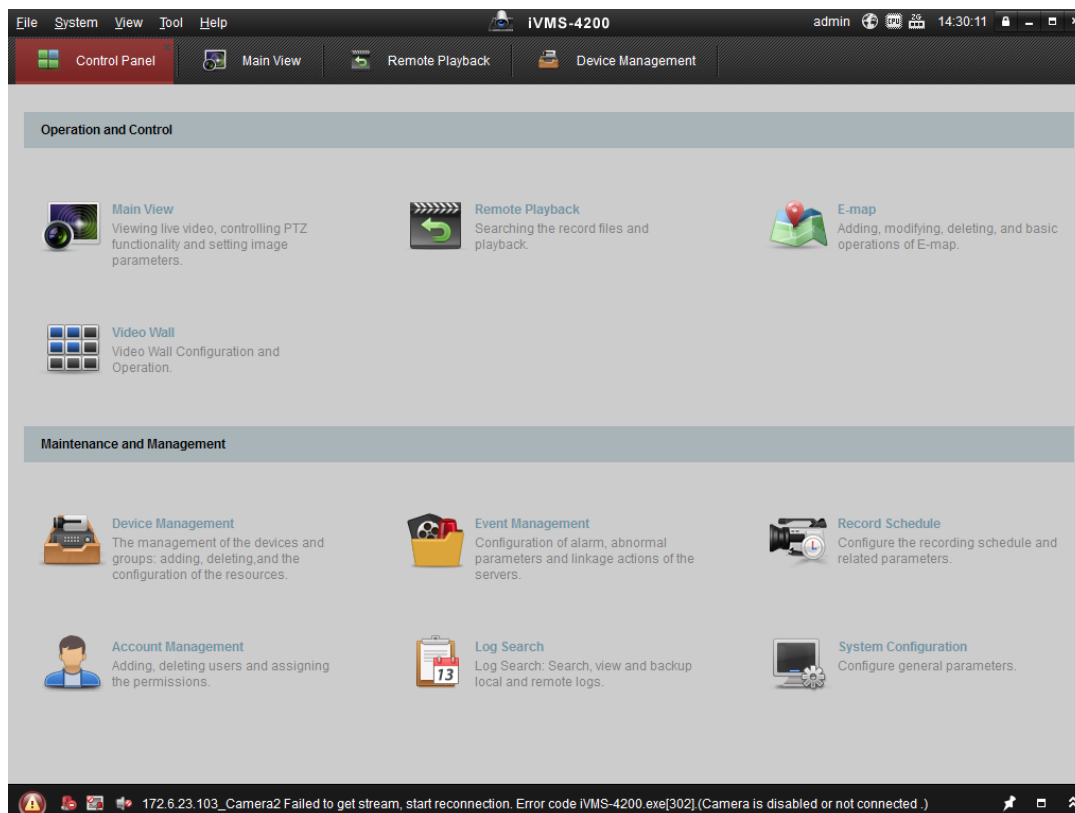 File System View Tool Help iVMS-4200 admin CPU 2G 14:30:11
Control Panel Main View Remote Playback Device Management
Operation and Control
Main View
Viewing live video, controlling PTZ
functionality and setting image
parameters.
Remote Playback
Searching the record files and
playback.
E-map
Adding, modifying, deleting, and basic
operations of E-map.
Video Wall
Video Wall Configuration and
Operation.
Maintenance and Management
Device Management
The management of the devices and
groups: adding, deleting,and the
configuration of the resources.
Event Management
Configuration of alarm, abnormal
parameters and linkage actions of the
servers.
Record Schedule
Configure the recording schedule and
related parameters.
Account Management
Adding, deleting users and assigning
the permissions.
13
Log Search
Log Search: Search, view and backup
local and remote logs.
System Configuration
Configure general parameters.
172.6.23.103_Camera2 Failed to get stream, start reconnection. Error code iVMS-4200.exe[302].(Camera is disabled or not connected .)